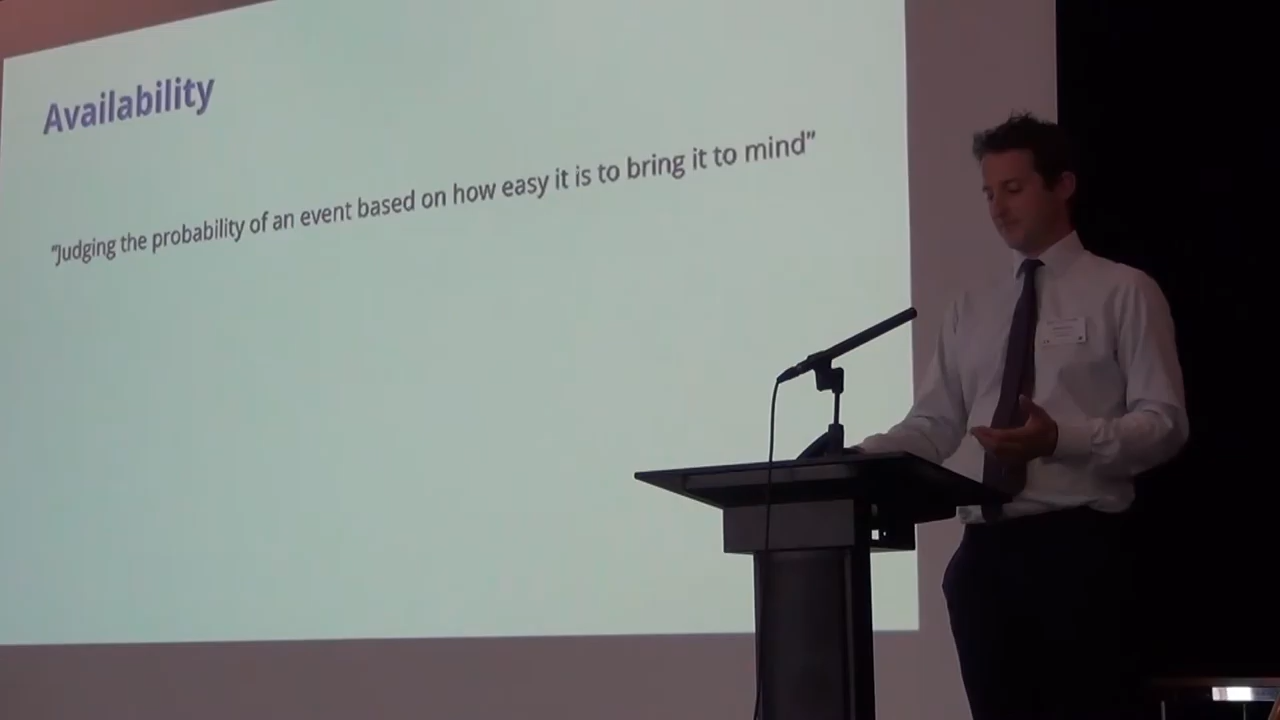 Availability
"Judging the probability of an event based on how easy it is to bring it to mind"